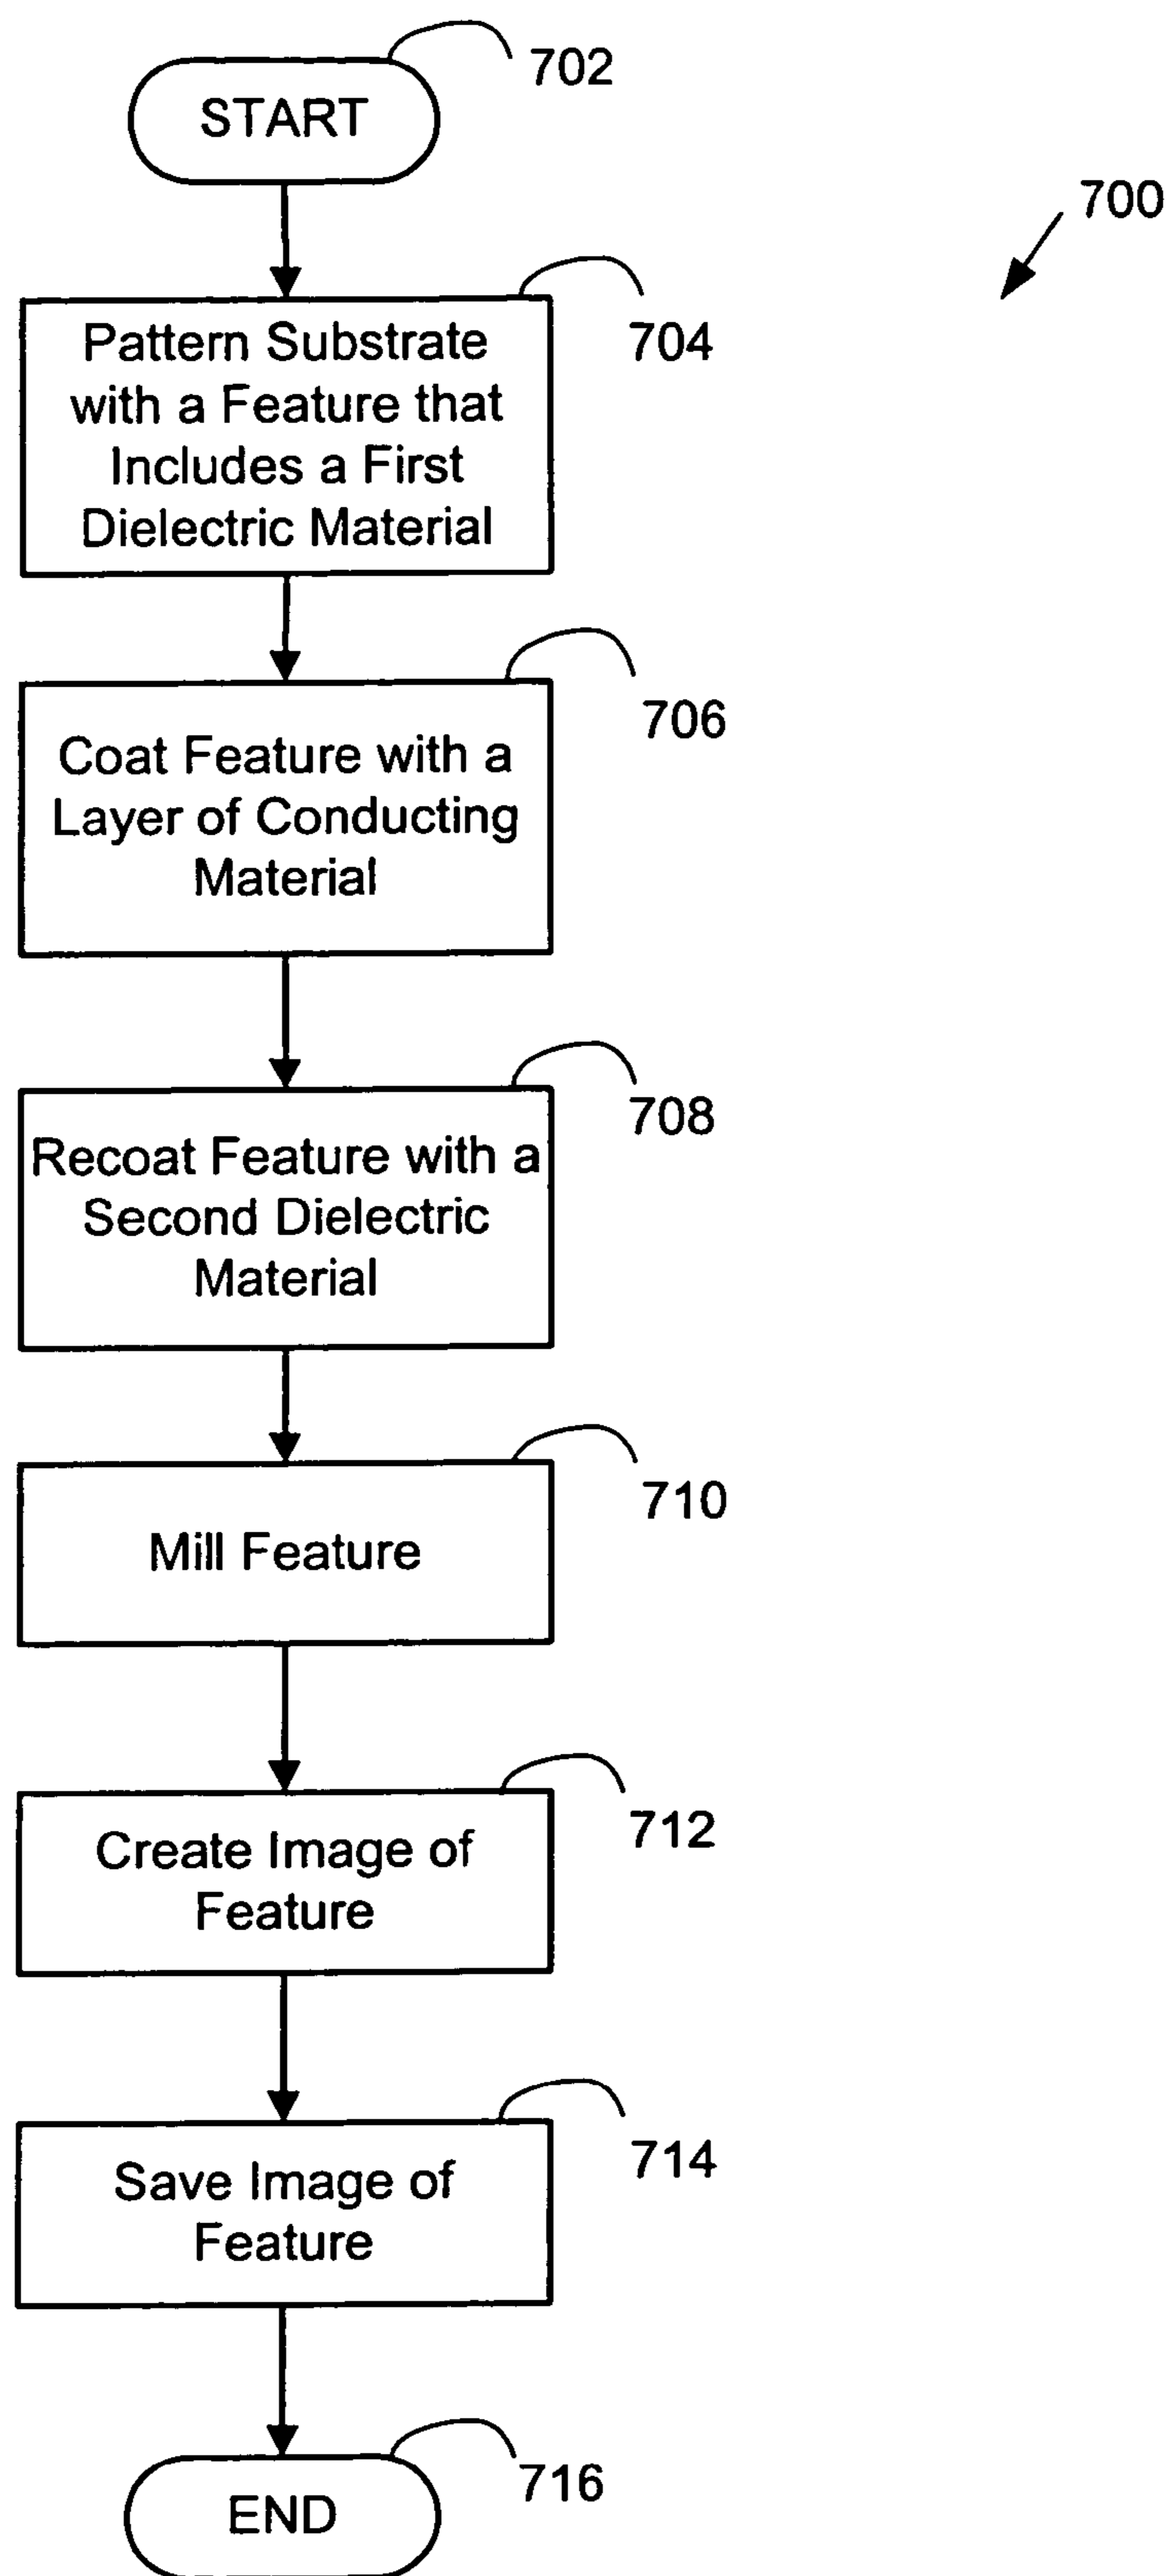 702
START
700
704
Pattern Substrate
with a Feature that
Includes a First
Dielectric Material
706
Coat Feature with a
Layer of Conducting
Material
708
Recoat Feature with a
Second Dielectric
Material
710
Mill Feature
712
Create Image of
Feature
714
Save Image of
Feature
716
END